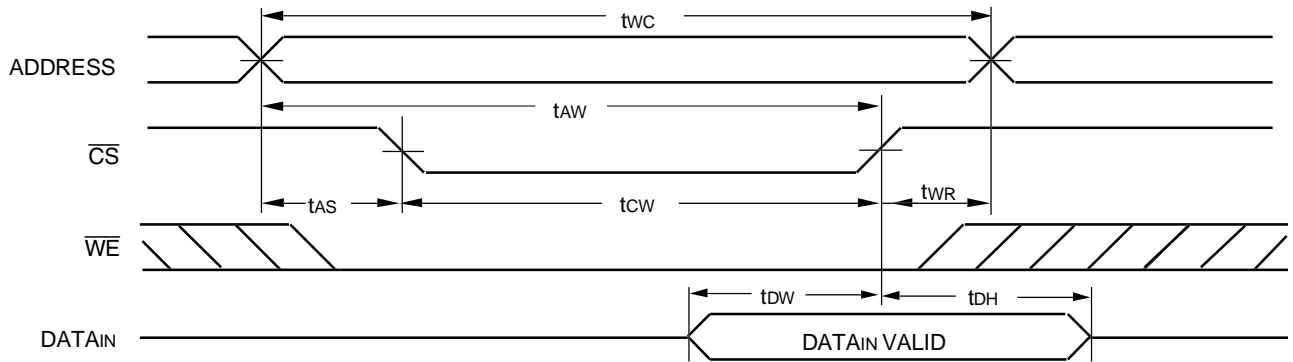 tWC
ADDRESS
tAW
CS
tAS
tCW
tWR
WE
tDW
tDH
DATAIN
DATAIN VALID